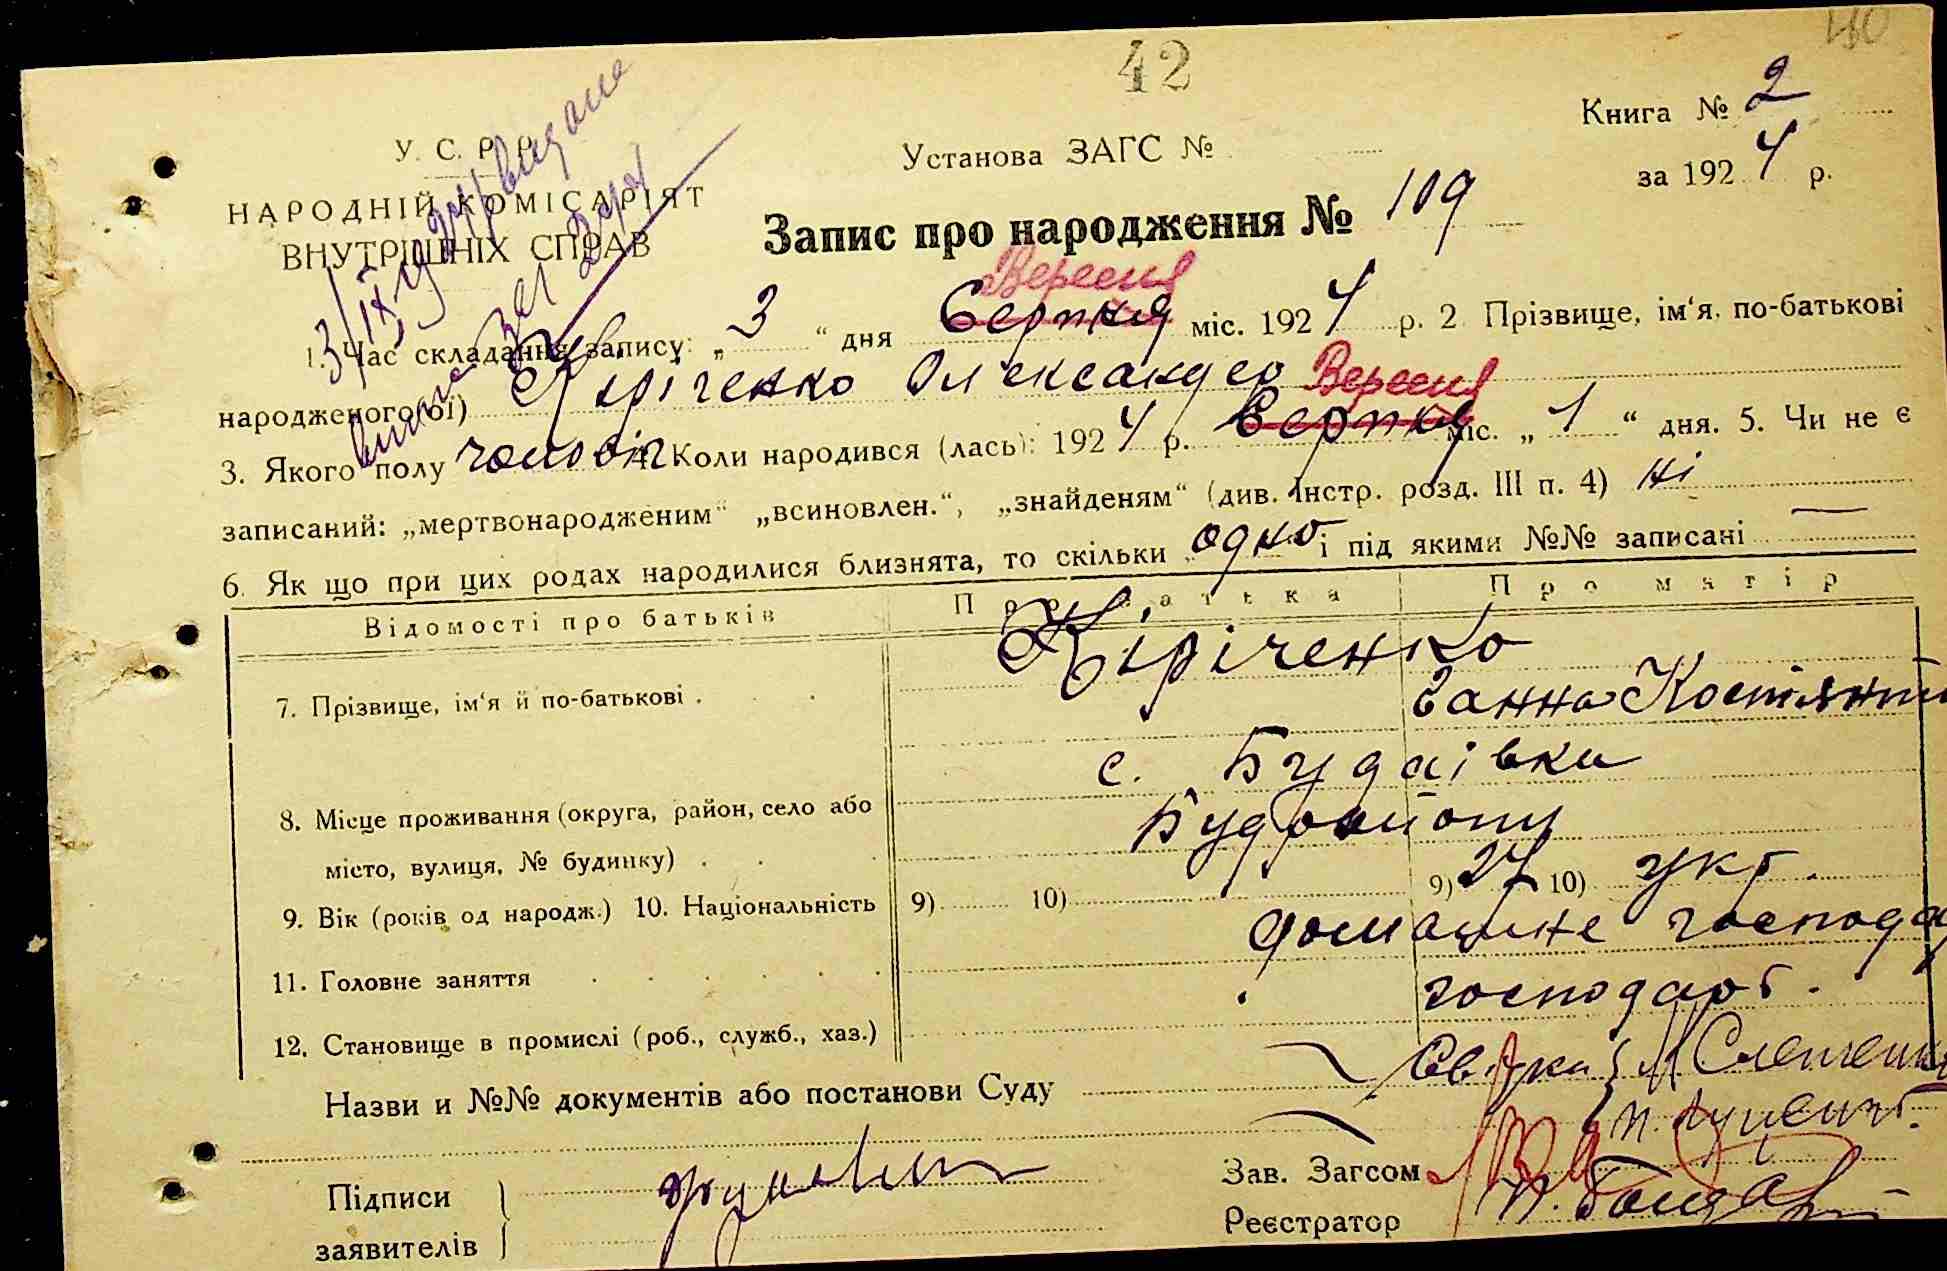 42
Книга № 2
У. С. Р. Р.
Установа ЗАГС №
за 1924 р.
НАРОДНІЙ КОМІСАРІЯТ
ВНУТРІШНІХ СПРАВ
Запис про народження № 109
Вересня
1. Час складання запису: „3“ дня Серпня міс. 1924 р. 2 Прізвище, ім‘я, по-батькові
народженого(ої) Кіріченко Олександер
Вересня
3. Якого полу чоловіч 4. Коли народився (лась): 1924 р. Серпня міс. „1“ дня. 5. Чи не є
записаний: „мертвонародженим“ „всиновлен.“, „знайденям“ (див. Інстр. розд. III п. 4) ні
6. Як що при цих родах народилися близнята, то скільки одно і під якими №№ записані —
Відомості про батьків Про батька Про матір
7. Прізвище, ім‘я й по-батькові . Кіріченко
Ганна
с. Будаївка
8. Місце проживання (округа, район, село або
місто, вулиця, № будинку) . Будрайону
9. Вік (років од народж.) 10. Національність 9) 10) 9) 27 10) укр.
домашнє господ
11. Головне заняття
господарст.
12. Становище в промислі (роб., служб., хаз.)
Назви и №№ документів або постанови Суду Свідки
Підписи
заявителів
Зав. Загсом
Реєстратор